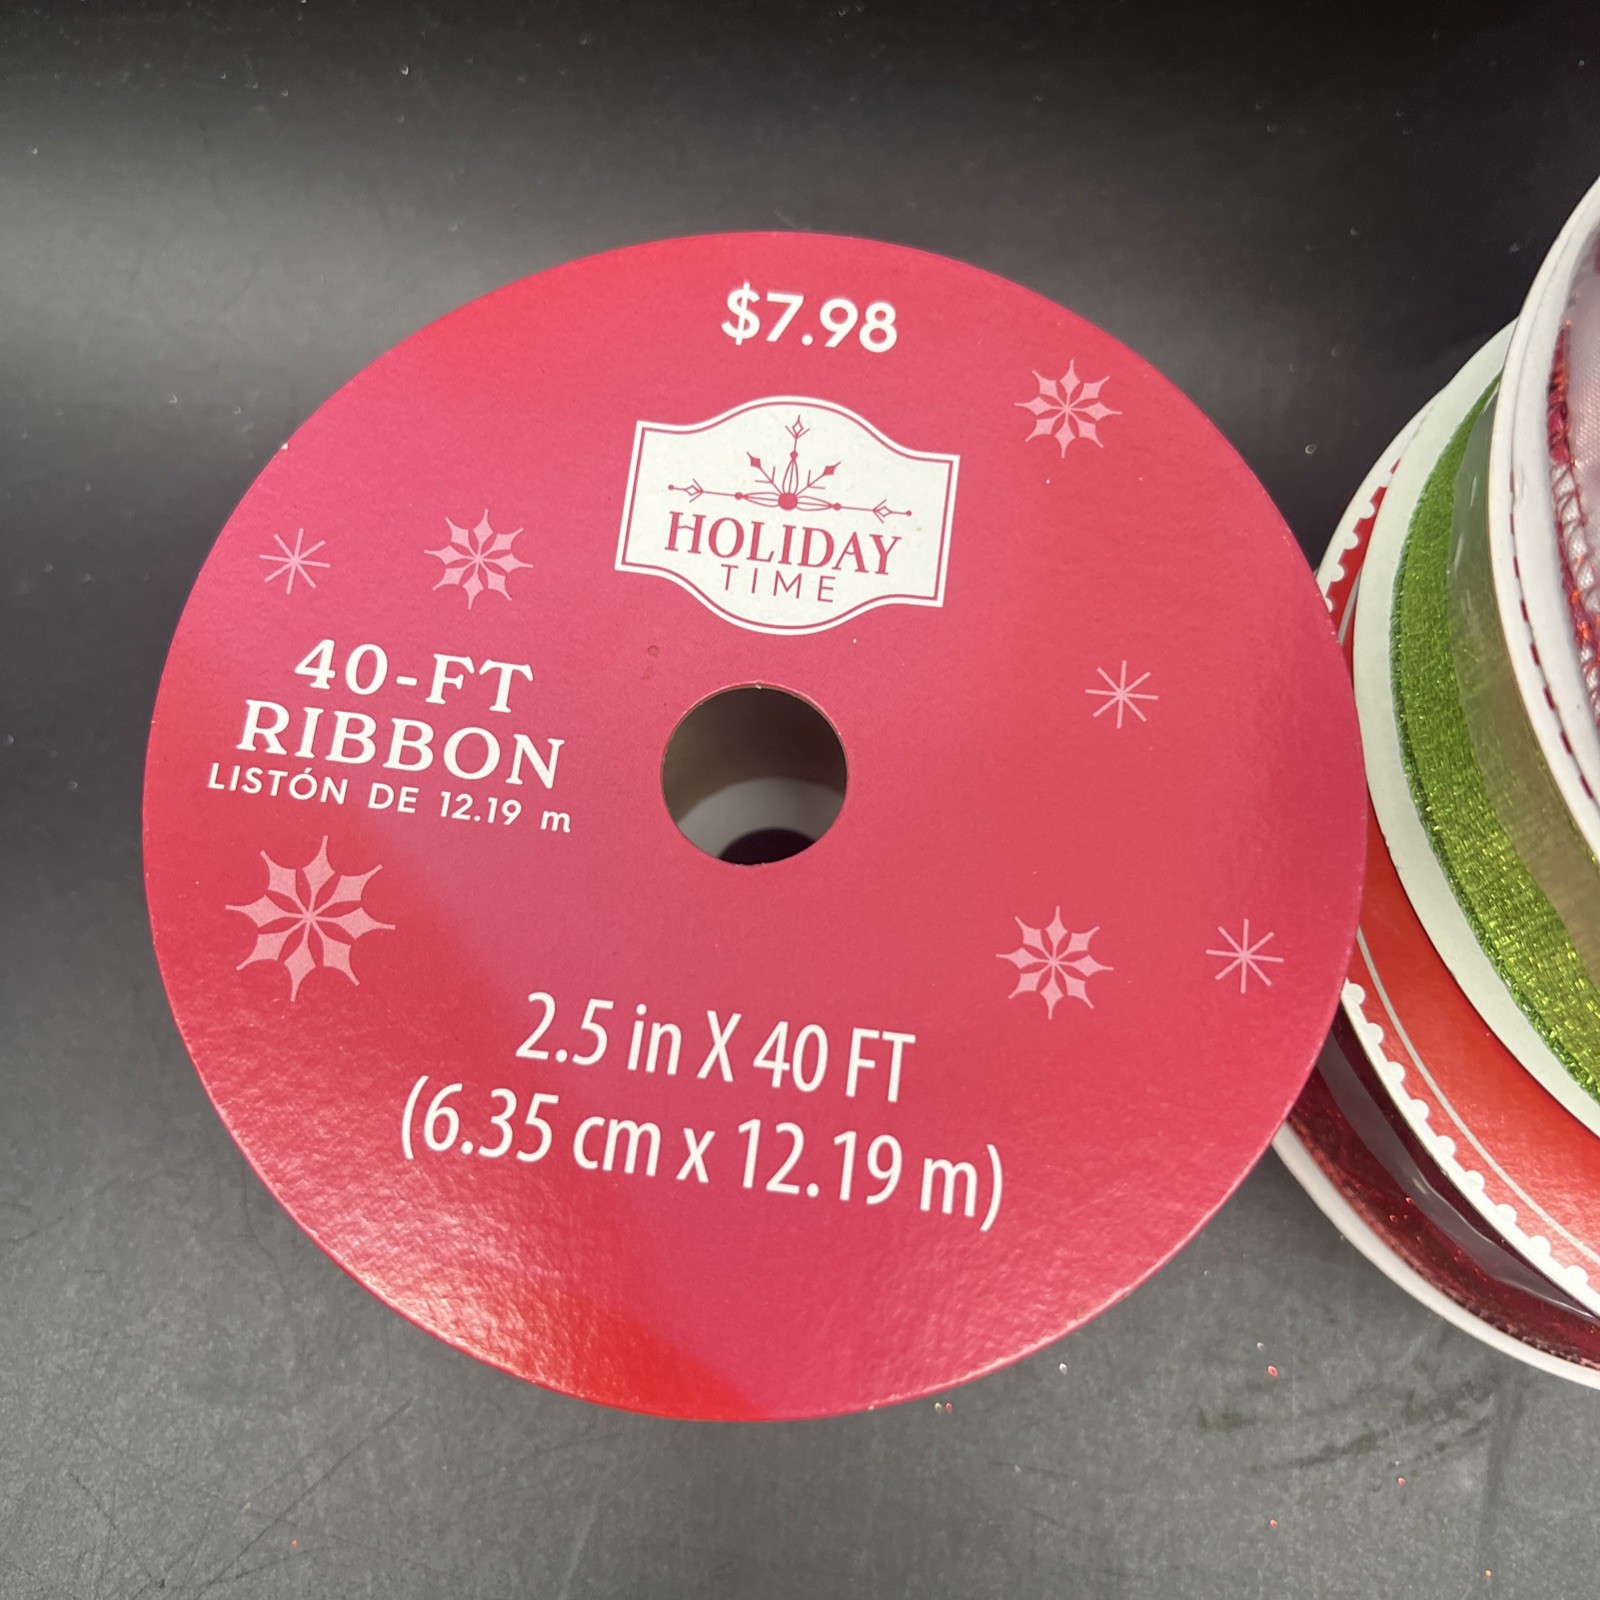 $7.98
HOLIDAY
TIME
40-FT
RIBBON
LISTÓN DE 12.19 m
2.5 in X 40 FT
(6.35 cm x 12.19 m)